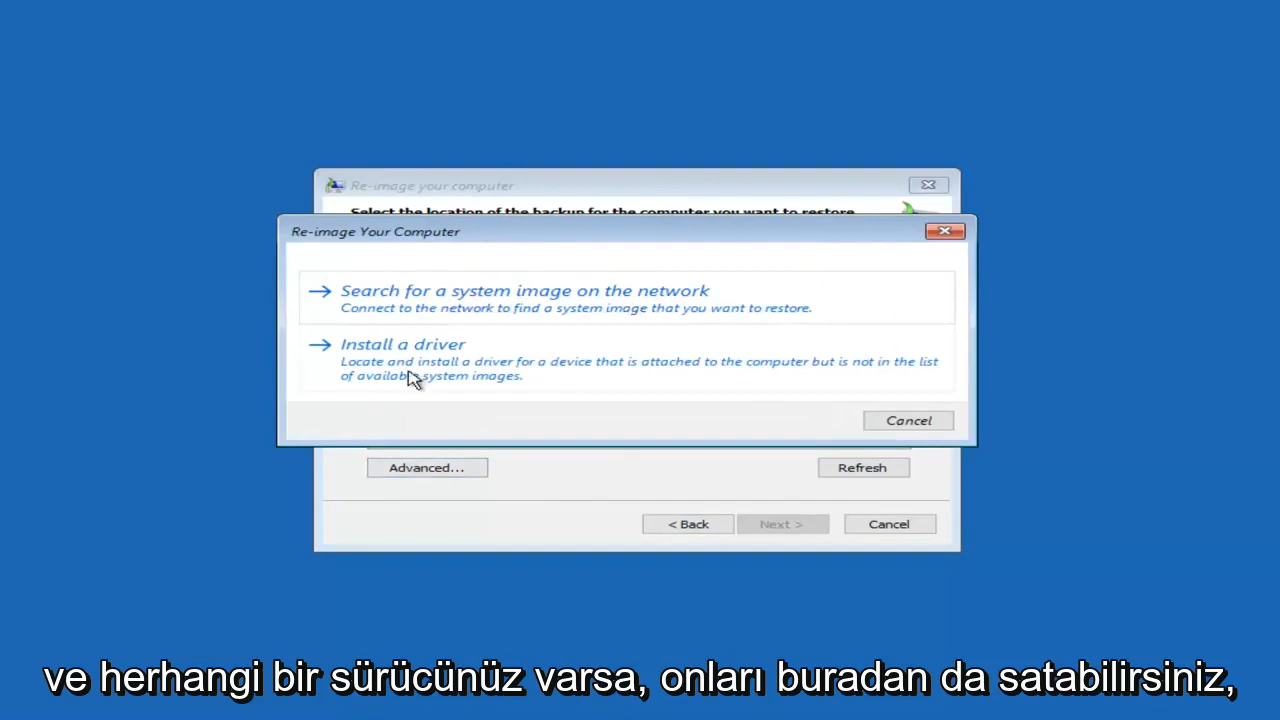 Re-image your computer
Select the location of the backup for the computer you want to restore.
Re-image Your Computer
Search for a system image on the network
Connect to the network to find a system image that you want to restore.
Install a driver
Locate and install a driver for a device that is attached to the computer but is not in the list
of available system images.
Cancel
Advanced... Refresh
< Back Next > Cancel
ve herhangi bir sürücünüz varsa, onları buradan da satabilirsiniz,